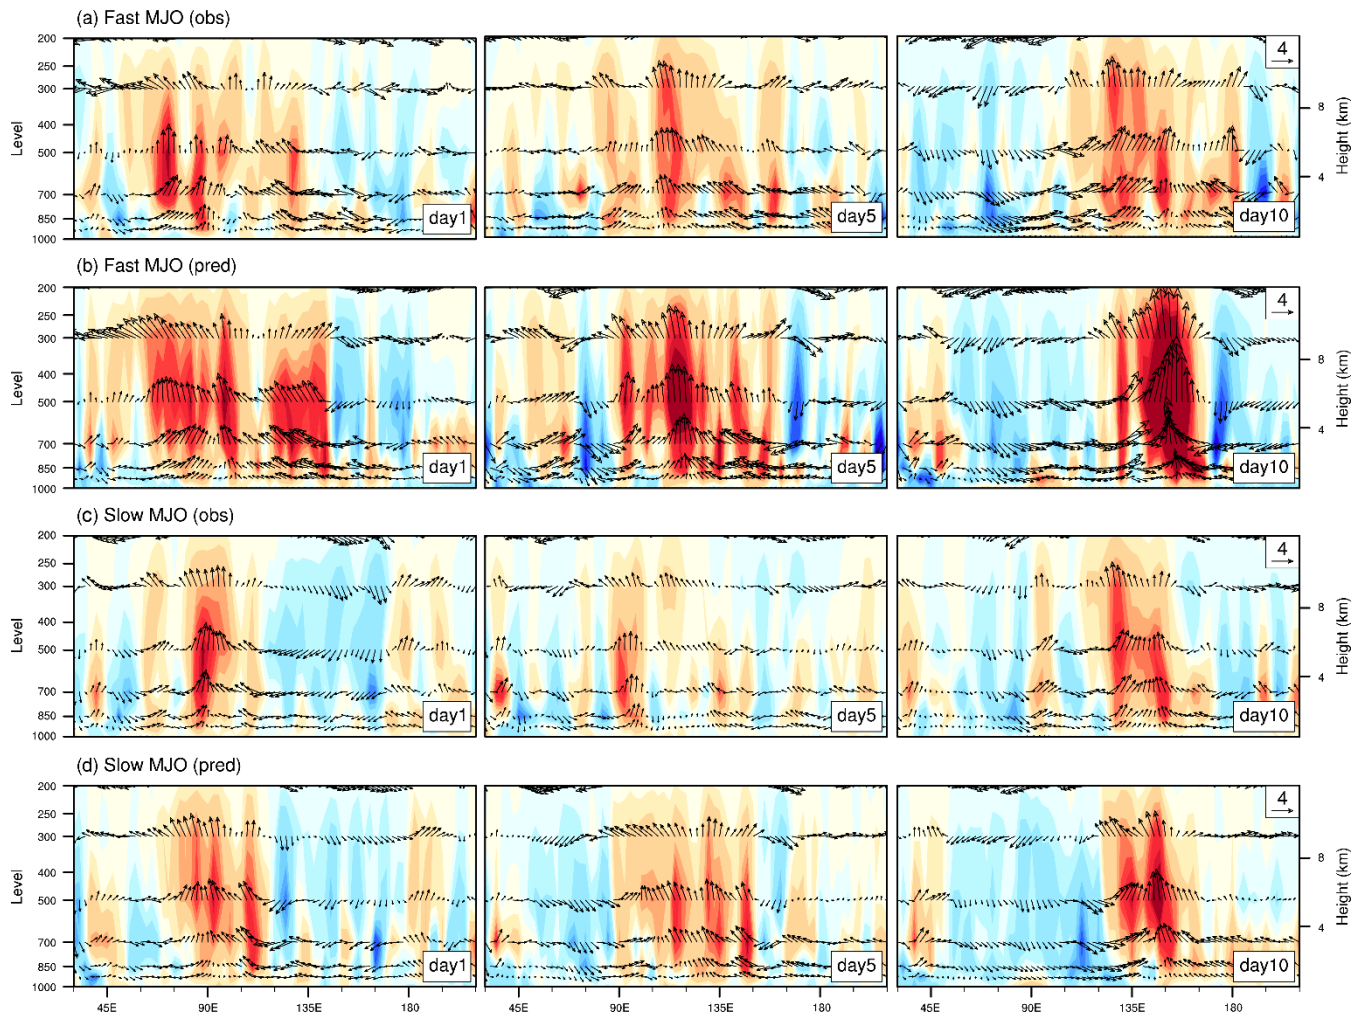 (a) Fast MJO (obs)
Level
200
250
300
400
500
700
850
1000
day1
day5
day10
4
8
4
Height (km)
(b) Fast MJO (pred)
Level
200
250
300
400
500
700
850
1000
day1
day5
day10
4
8
4
Height (km)
(c) Slow MJO (obs)
Level
200
250
300
400
500
700
850
1000
day1
day5
day10
4
8
4
Height (km)
(d) Slow MJO (pred)
Level
200
250
300
400
500
700
850
1000
day1
day5
day10
4
8
4
Height (km)
45E 90E 135E 180 45E 90E 135E 180 45E 90E 135E 180